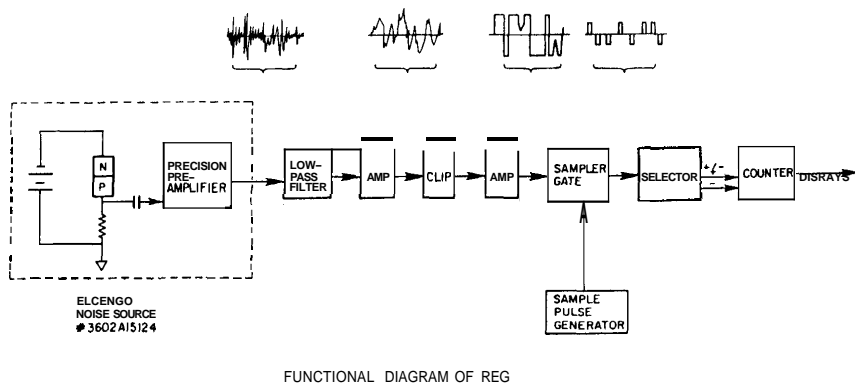 N
P
PRECISION
PRE-
AMPLIFIER
LOW-
PASS
FILTER
AMP
CLIP
AMP
SAMPLER
GATE
SELECTOR
+/-
-
COUNTER
DISRAYS
SAMPLE
PULSE
GENERATOR
ELCENGO
NOISE SOURCE
# 3602A15124
FUNCTIONAL DIAGRAM OF REG